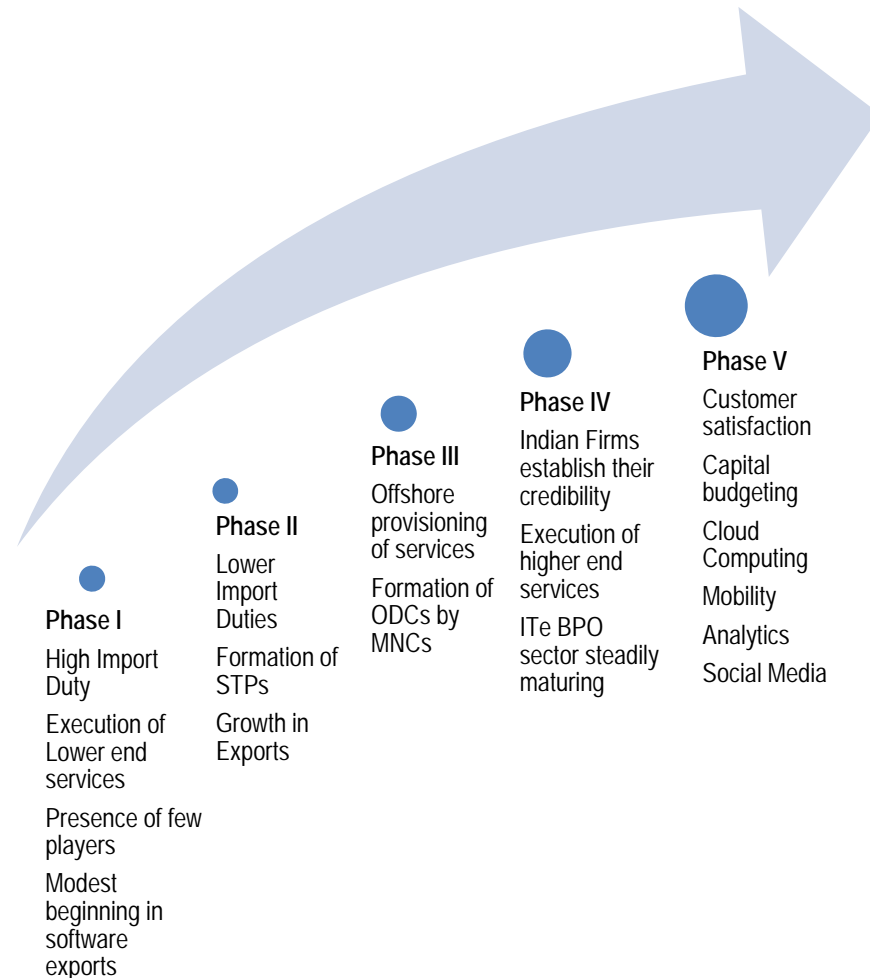 Phase I
High Import
Duty
Execution of
Lower end
services
Presence of few
players
Modest
beginning in
software
exports
Phase II
Lower
Import
Duties
Formation of
STPs
Growth in
Exports
Phase III
Offshore
provisioning
of services
Formation of
ODCs by
MNCs
Phase IV
Indian Firms
establish their
credibility
Execution of
higher end
services
ITe BPO
sector steadily
maturing
Phase V
Customer
satisfaction
Capital
budgeting
Cloud
Computing
Mobility
Analytics
Social Media